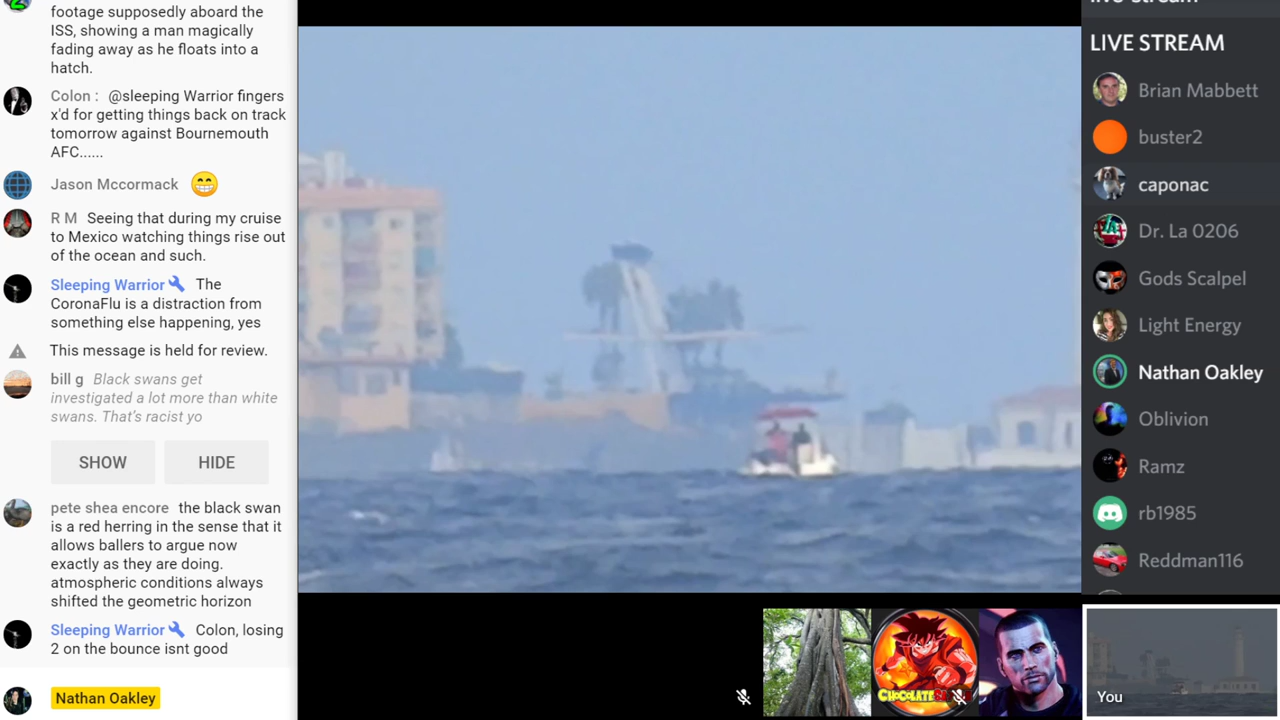 footage supposedly aboard the
ISS, showing a man magically
fading away as he floats into a
hatch.
Colon : @sleeping Warrior fingers
x'd for getting things back on track
tomorrow against Bournemouth
AFC......
Jason Mccormack
R M Seeing that during my cruise
to Mexico watching things rise out
of the ocean and such.
Sleeping Warrior The
CoronaFlu is a distraction from
something else happening, yes
This message is held for review.
bill g Black swans get
investigated a lot more than white
swans. That's racist yo
SHOW HIDE
pete shea encore the black swan
is a red herring in the sense that it
allows ballers to argue now
exactly as they are doing.
atmospheric conditions always
shifted the geometric horizon
Sleeping Warrior Colon, losing
2 on the bounce isnt good
Nathan Oakley
live-stream
LIVE STREAM
Brian Mabbett
buster2
caponac
Dr. La 0206
Gods Scalpel
Light Energy
Nathan Oakley
Oblivion
Ramz
rb1985
Reddman116
You